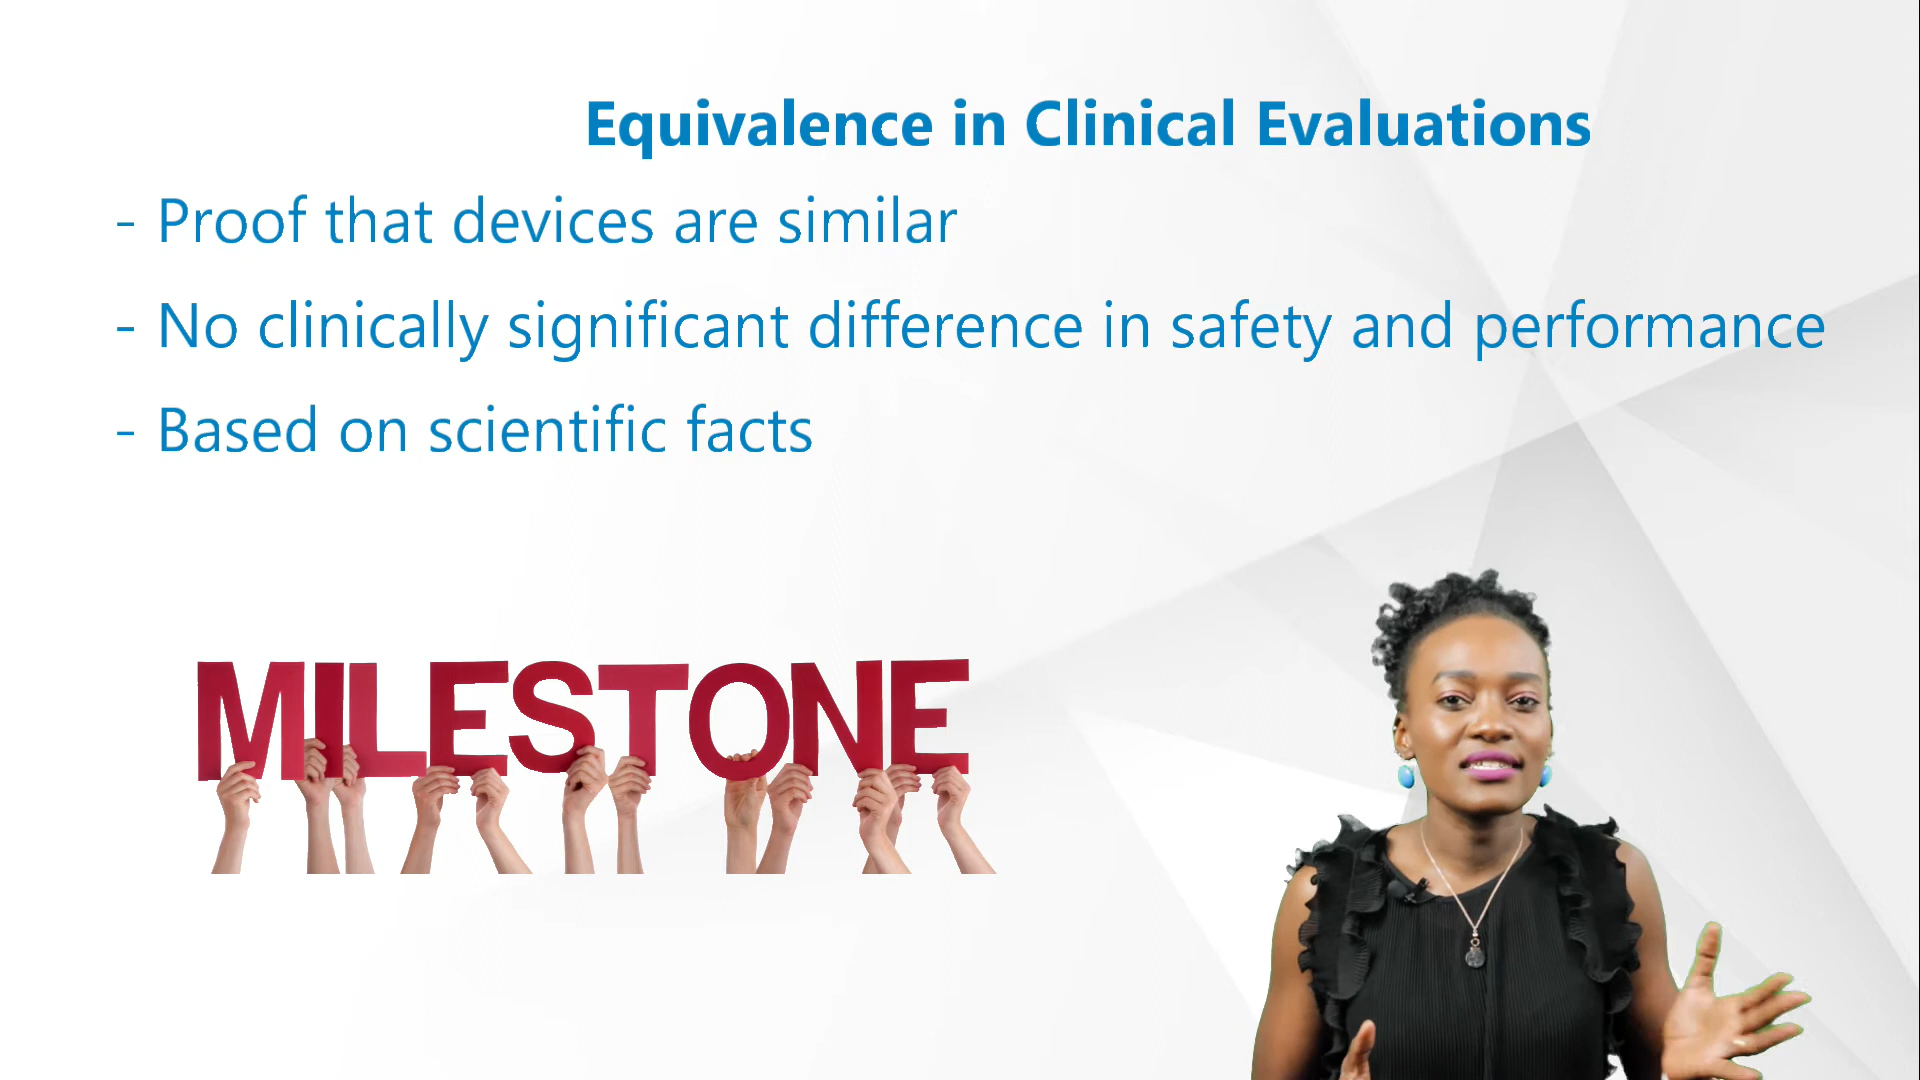 Equivalence in Clinical Evaluations
- Proof that devices are similar
- No clinically significant difference in safety and performance
- Based on scientific facts
MILESTONE